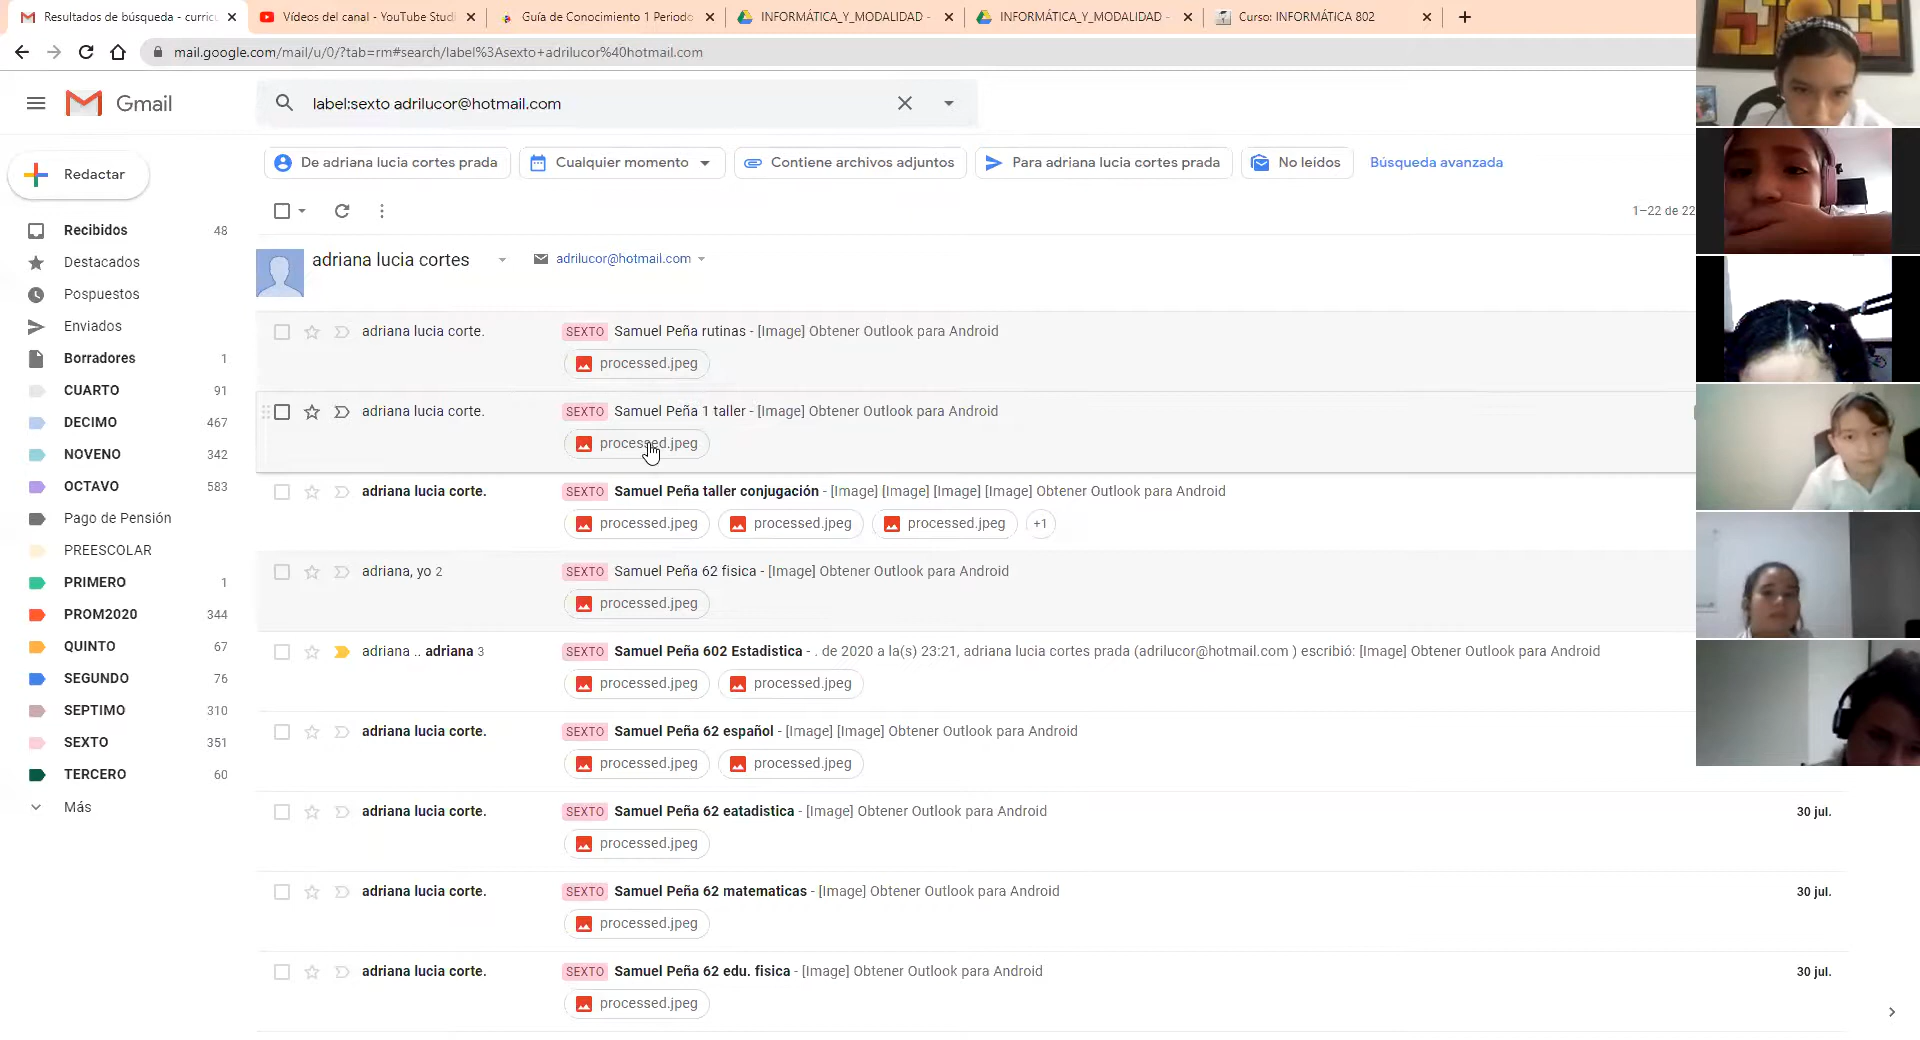 Resultados de búsqueda - curricu
Vídeos del canal - YouTube Studi
Guía de Conocimiento 1 Periodo
INFORMÁTICA_Y_MODALIDAD -
INFORMÁTICA_Y_MODALIDAD -
Curso: INFORMÁTICA 802
mail.google.com/mail/u/0/?tab=rm#search/label%3Asexto+adrilucor%40hotmail.com
Gmail
label:sexto adrilucor@hotmail.com
De adriana lucia cortes prada
Cualquier momento
Contiene archivos adjuntos
Para adriana lucia cortes prada
No leídos
Búsqueda avanzada
Redactar
1–22 de 22
Recibidos 48
Destacados
Pospuestos
Enviados
Borradores 1
CUARTO 91
DECIMO 467
NOVENO 342
OCTAVO 583
Pago de Pensión
PREESCOLAR
PRIMERO 1
PROM2020 344
QUINTO 67
SEGUNDO 76
SEPTIMO 310
SEXTO 351
TERCERO 60
Más
adriana lucia cortes
adrilucor@hotmail.com
adriana lucia corte. SEXTO Samuel Peña rutinas - [Image] Obtener Outlook para Android
processed.jpeg
adriana lucia corte. SEXTO Samuel Peña 1 taller - [Image] Obtener Outlook para Android
processed.jpeg
adriana lucia corte. SEXTO Samuel Peña taller conjugación - [Image] [Image] [Image] [Image] Obtener Outlook para Android
processed.jpeg processed.jpeg processed.jpeg +1
adriana, yo 2 SEXTO Samuel Peña 62 fisica - [Image] Obtener Outlook para Android
processed.jpeg
adriana .. adriana 3 SEXTO Samuel Peña 602 Estadistica - . de 2020 a la(s) 23:21, adriana lucia cortes prada (adrilucor@hotmail.com ) escribió: [Image] Obtener Outlook para Android
processed.jpeg processed.jpeg
adriana lucia corte. SEXTO Samuel Peña 62 español - [Image] [Image] Obtener Outlook para Android
processed.jpeg processed.jpeg
adriana lucia corte. SEXTO Samuel Peña 62 eatadistica - [Image] Obtener Outlook para Android 30 jul.
processed.jpeg
adriana lucia corte. SEXTO Samuel Peña 62 matematicas - [Image] Obtener Outlook para Android 30 jul.
processed.jpeg
adriana lucia corte. SEXTO Samuel Peña 62 edu. fisica - [Image] Obtener Outlook para Android 30 jul.
processed.jpeg